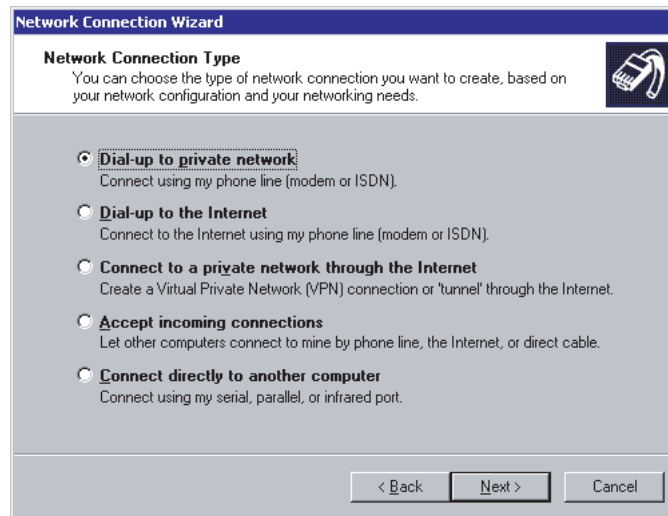 Network Connection Wizard
Network Connection Type
You can choose the type of network connection you want to create, based on
your network configuration and your networking needs.
Dial-up to private network
Connect using my phone line (modem or ISDN).
Dial-up to the Internet
Connect to the Internet using my phone line (modem or ISDN).
Connect to a private network through the Internet
Create a Virtual Private Network (VPN) connection or 'tunnel' through the Internet.
Accept incoming connections
Let other computers connect to mine by phone line, the Internet, or direct cable.
Connect directly to another computer
Connect using my serial, parallel, or infrared port.
< Back Next > Cancel